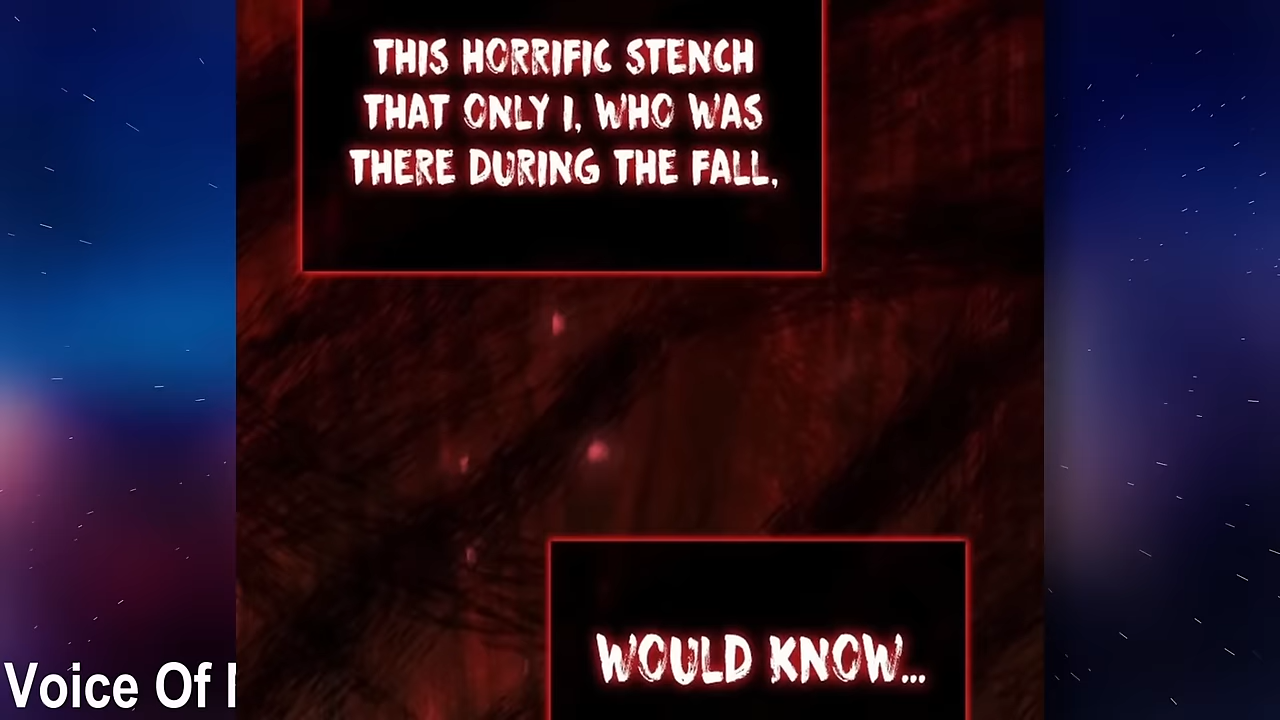 THIS HORRIFIC STENCH
THAT ONLY I, WHO WAS
THERE DURING THE FALL,
WOULD KNOW...
Voice Of